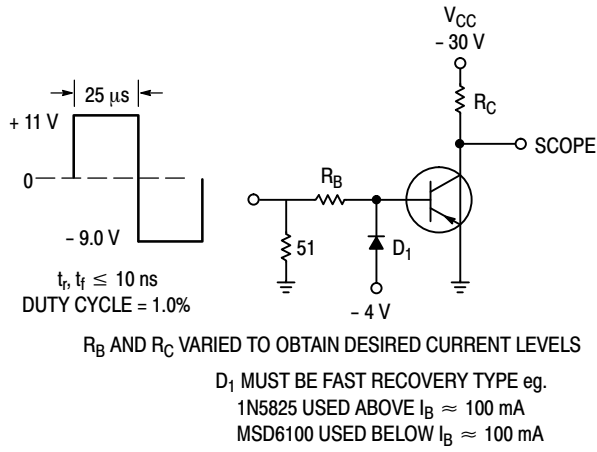 V_CC
– 30 V
25 μs
+ 11 V
R_C
SCOPE
0
R_B
– 9.0 V
51
D₁
– 4 V
t_r, t_f ≤ 10 ns
DUTY CYCLE = 1.0%
R_B AND R_C VARIED TO OBTAIN DESIRED CURRENT LEVELS
D₁ MUST BE FAST RECOVERY TYPE eg.
1N5825 USED ABOVE I_B ≈ 100 mA
MSD6100 USED BELOW I_B ≈ 100 mA